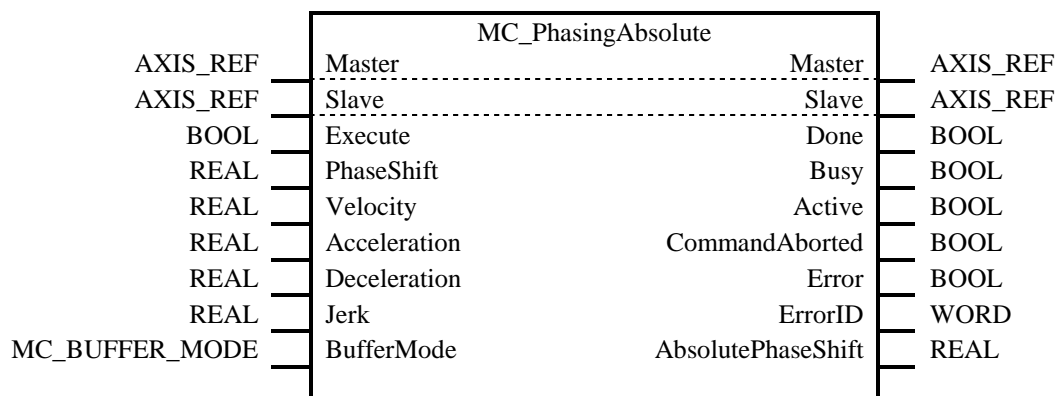 MC_PhasingAbsolute
AXIS_REF Master Master AXIS_REF
AXIS_REF Slave Slave AXIS_REF
BOOL Execute Done BOOL
REAL PhaseShift Busy BOOL
REAL Velocity Active BOOL
REAL Acceleration CommandAborted BOOL
REAL Deceleration Error BOOL
REAL Jerk ErrorID WORD
MC_BUFFER_MODE BufferMode AbsolutePhaseShift REAL